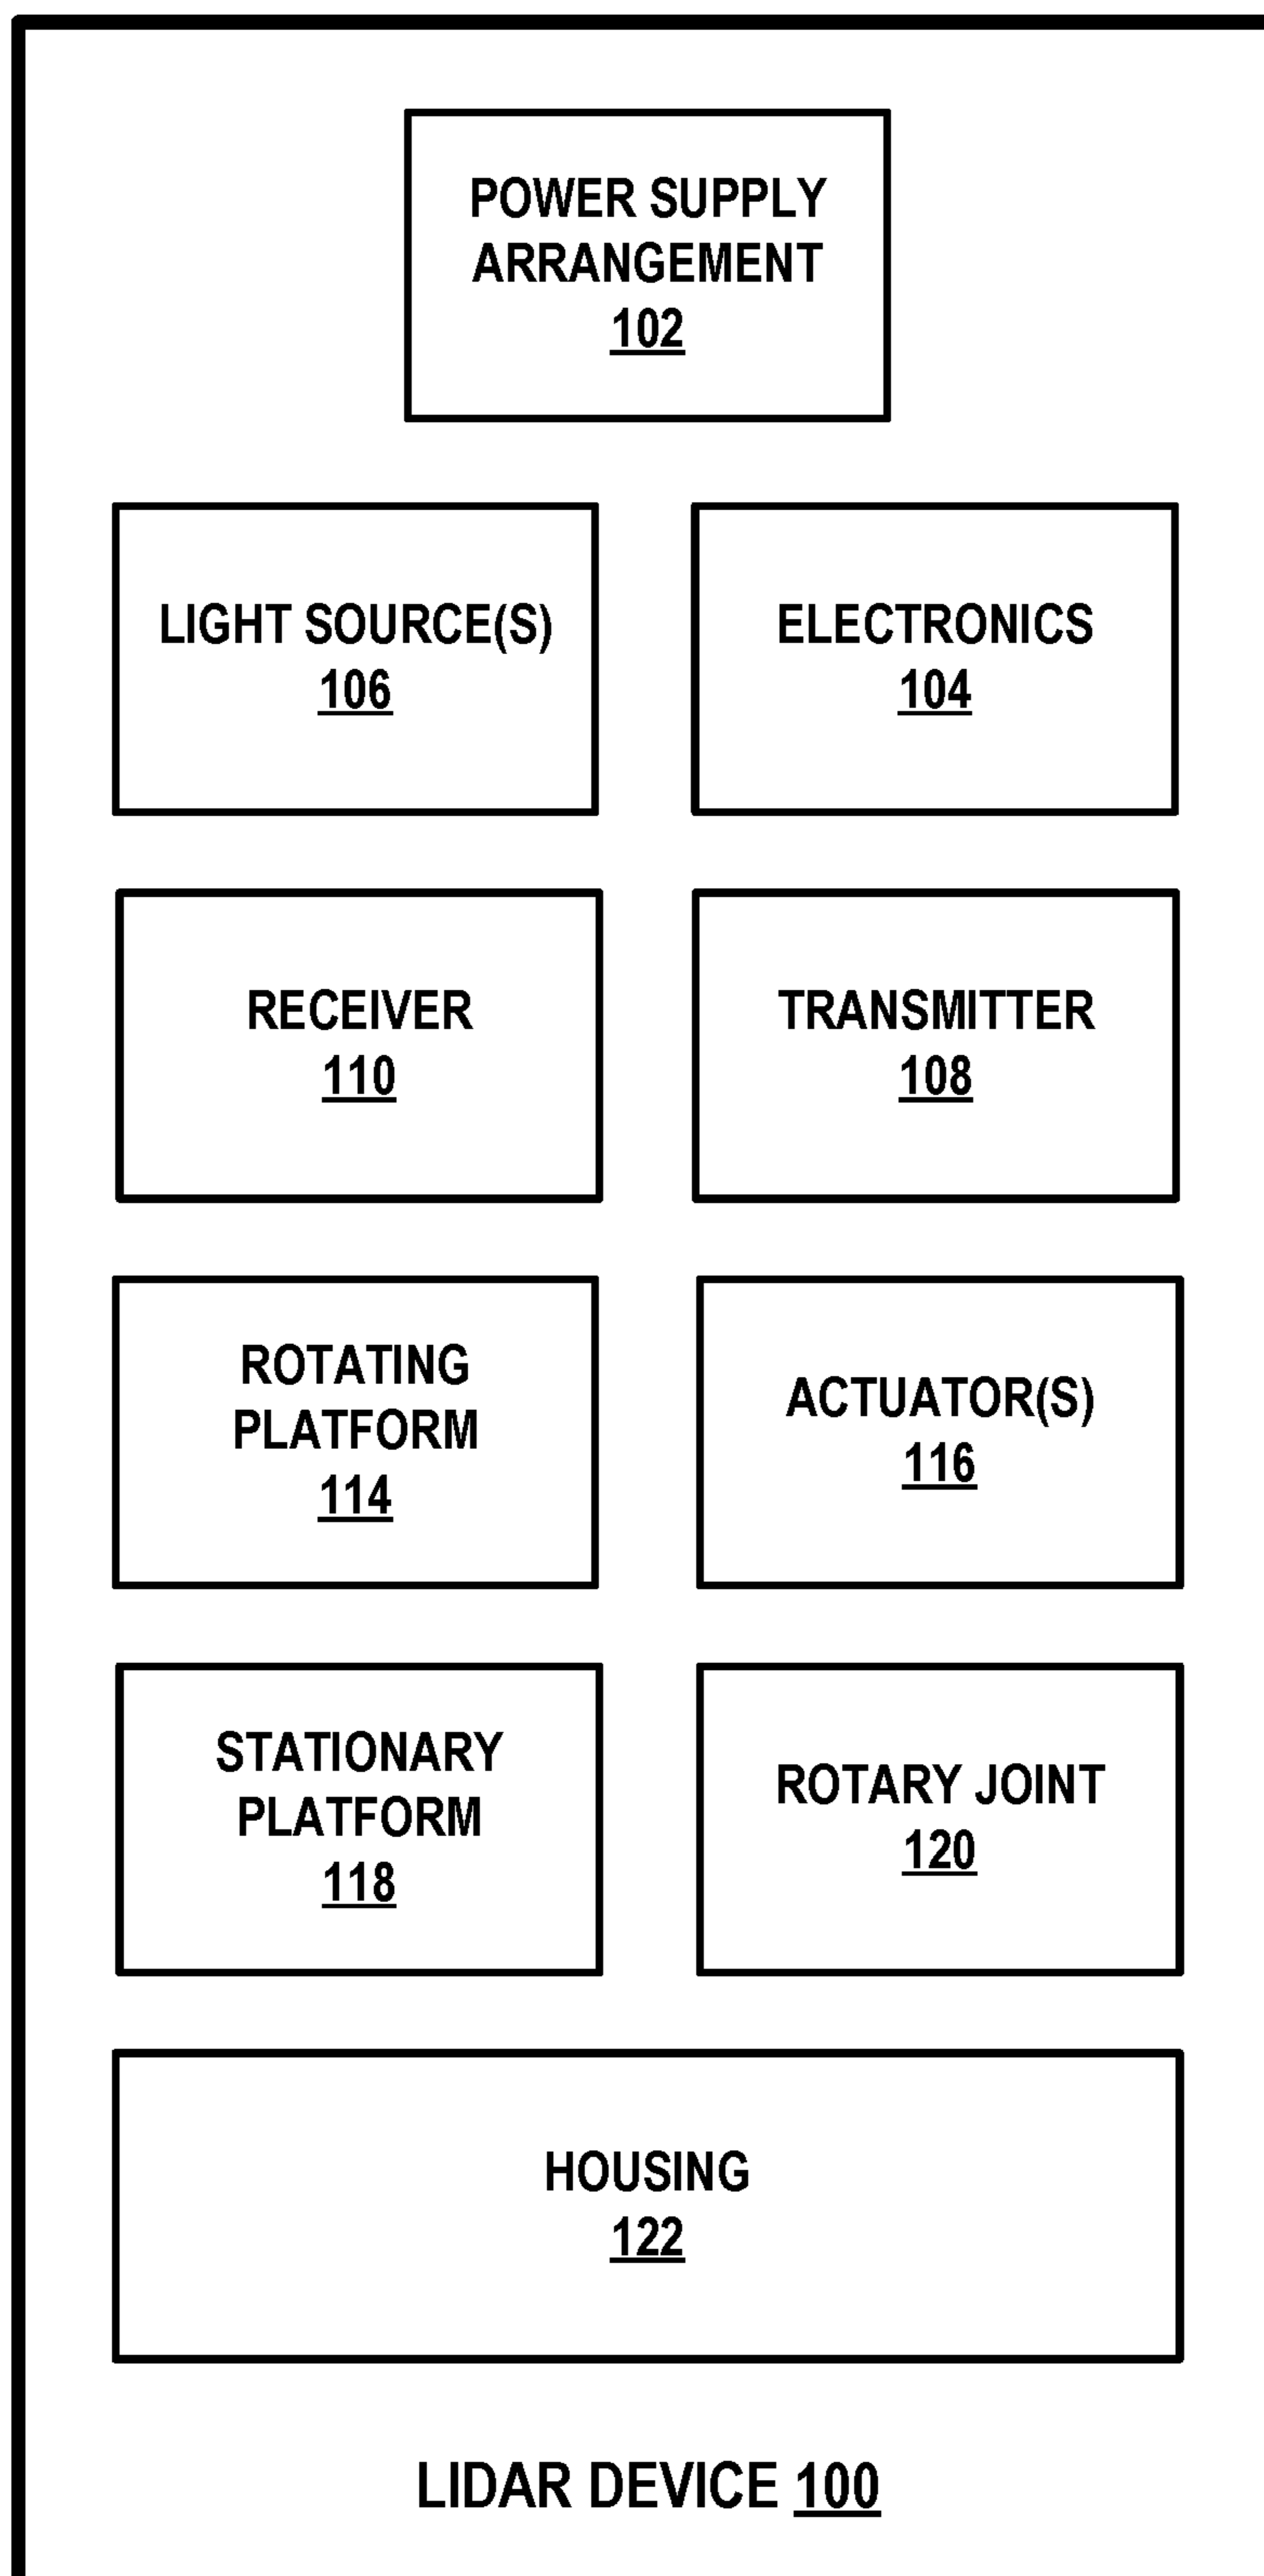 POWER SUPPLY
ARRANGEMENT
102
LIGHT SOURCE(S)
106
ELECTRONICS
104
RECEIVER
110
TRANSMITTER
108
ROTATING
PLATFORM
114
ACTUATOR(S)
116
STATIONARY
PLATFORM
118
ROTARY JOINT
120
HOUSING
122
LIDAR DEVICE 100